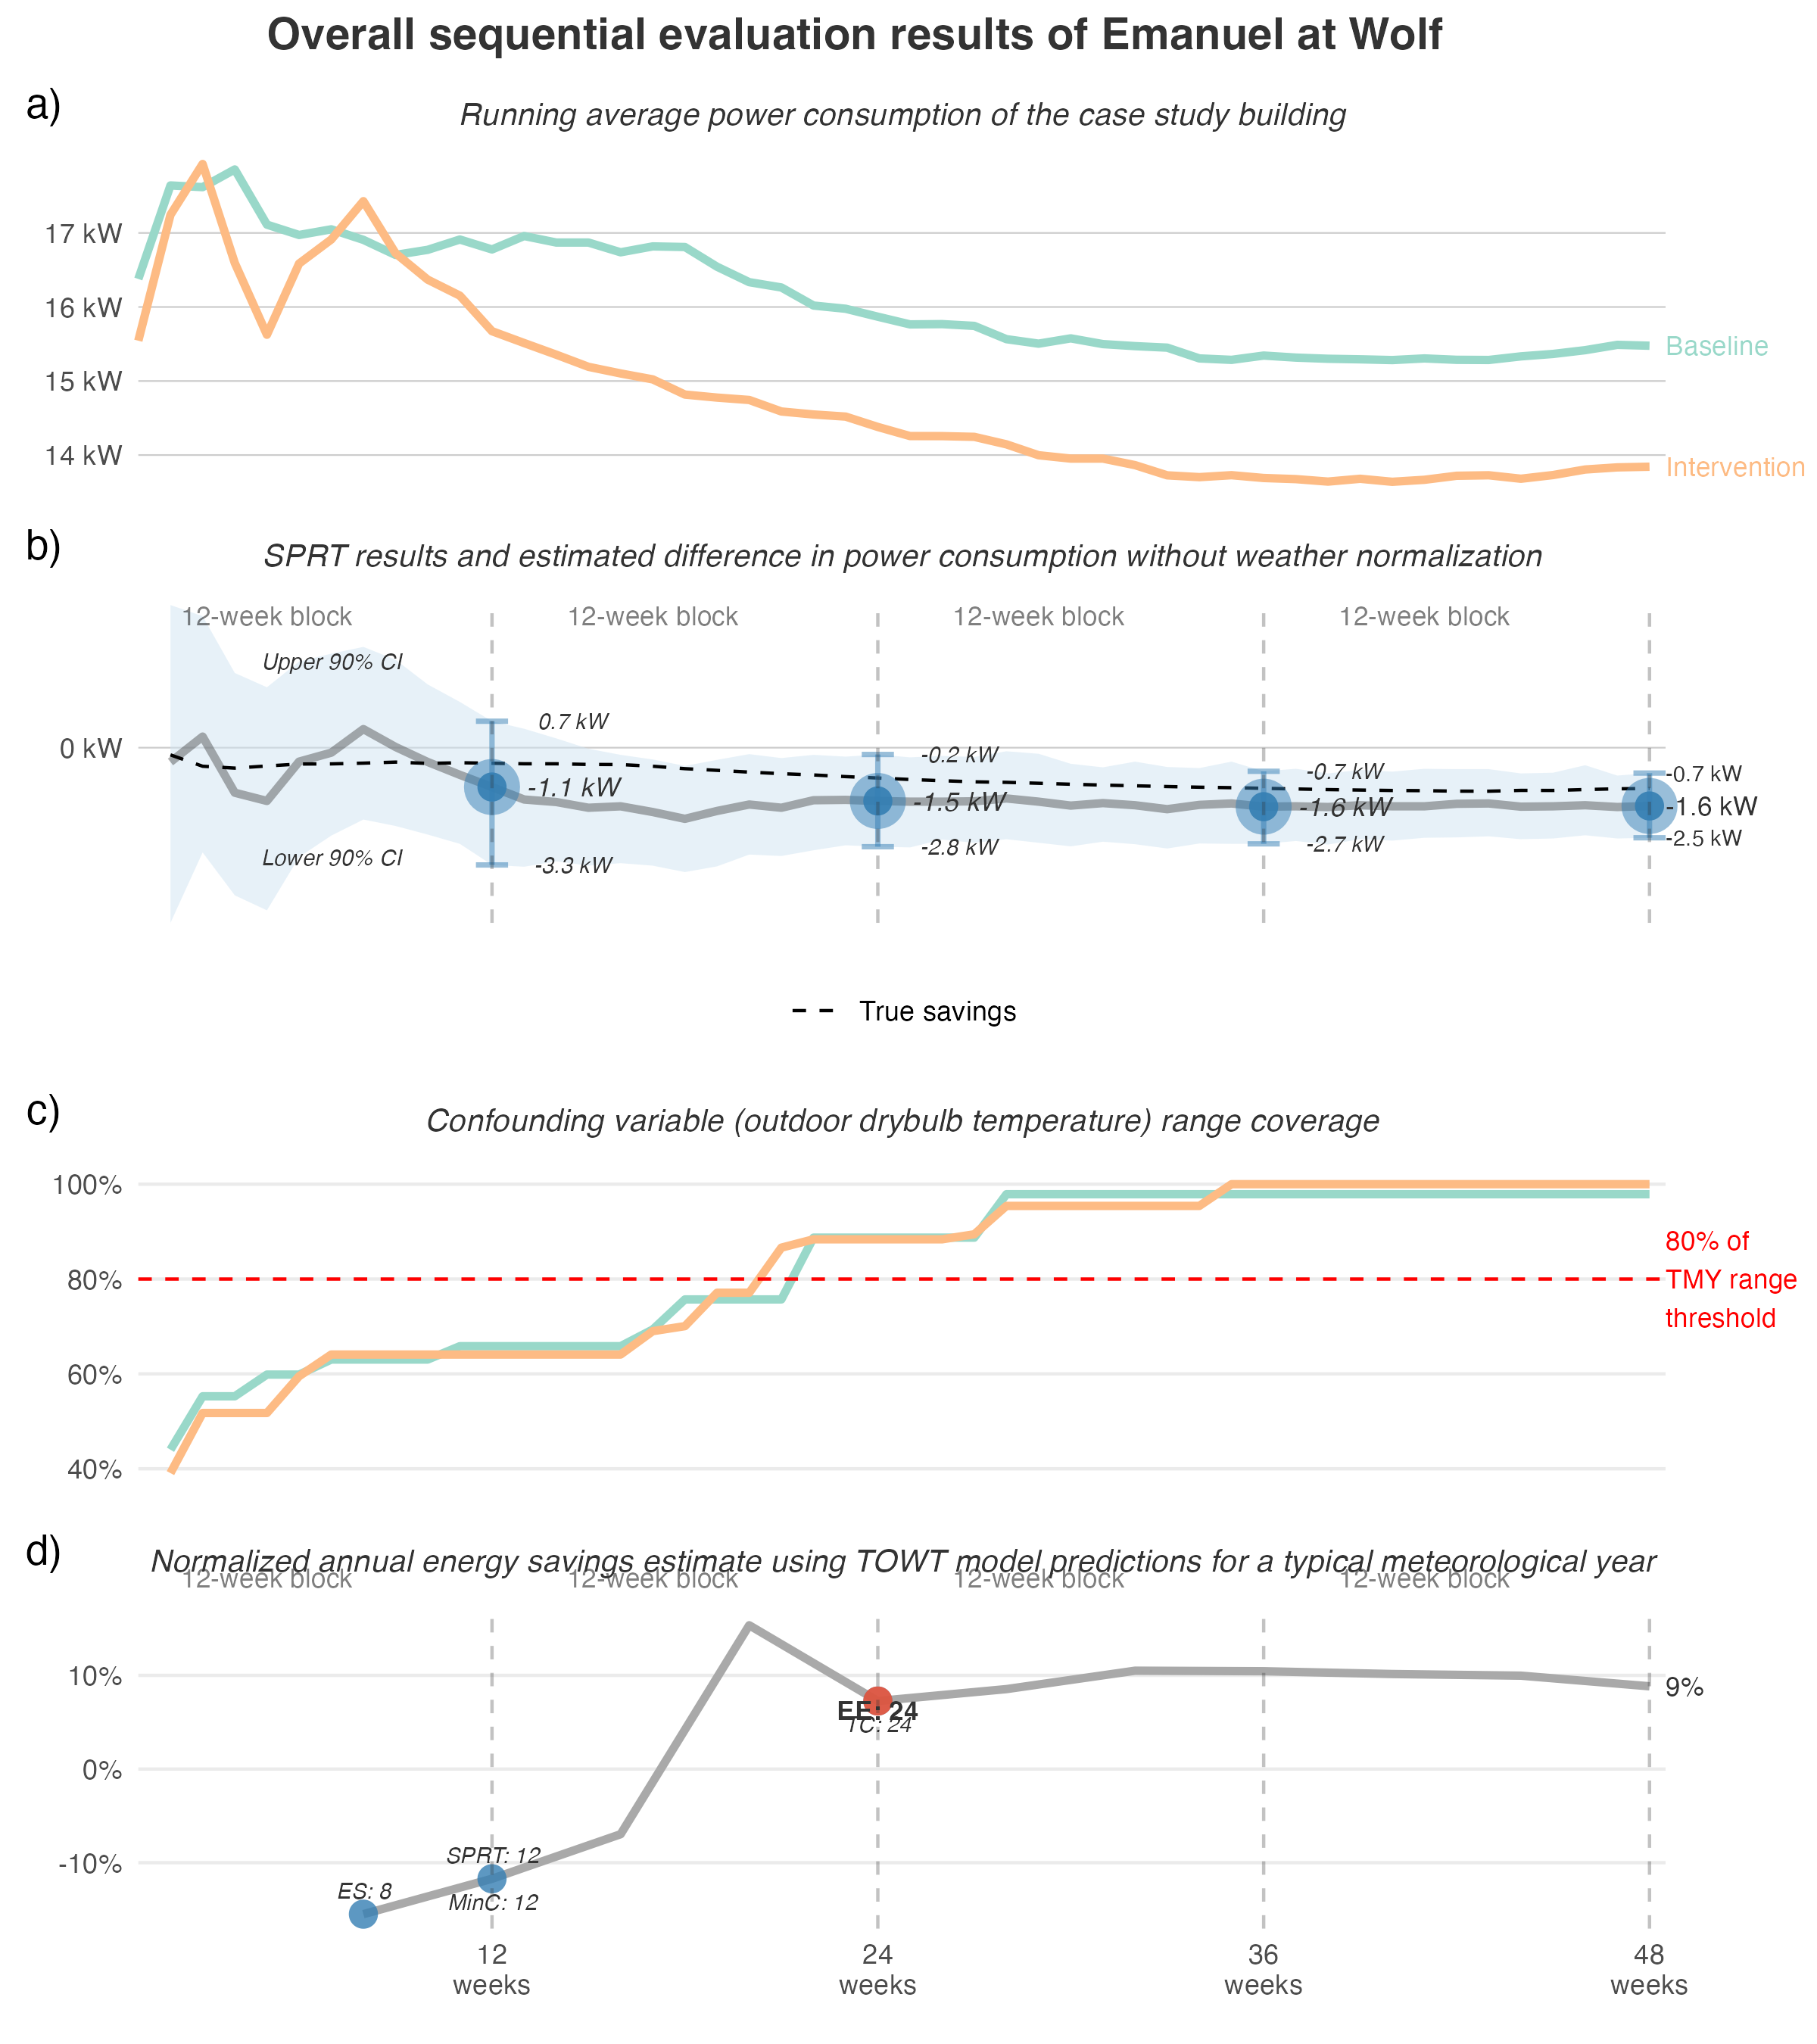 Overall sequential evaluation results of Emanuel at Wolf
a)
Running average power consumption of the case study building
17 kW
16 kW
15 kW
14 kW
Baseline
Intervention
b)
SPRT results and estimated difference in power consumption without weather normalization
12-week block 12-week block 12-week block 12-week block
Upper 90% CI
Lower 90% CI
0 kW
0.7 kW
-1.1 kW
-3.3 kW
-0.2 kW
-1.5 kW
-2.8 kW
-0.7 kW
-1.6 kW
-2.7 kW
-0.7 kW
-1.6 kW
-2.5 kW
True savings
c)
Confounding variable (outdoor drybulb temperature) range coverage
100%
80%
60%
40%
80% of
TMY range
threshold
d)
Normalized annual energy savings estimate using TOWT model predictions for a typical meteorological year
12-week block 12-week block 12-week block 12-week block
10%
0%
-10%
ES: 8
SPRT: 12
MinC: 12
EE: 24
TC: 24
9%
12
weeks
24
weeks
36
weeks
48
weeks